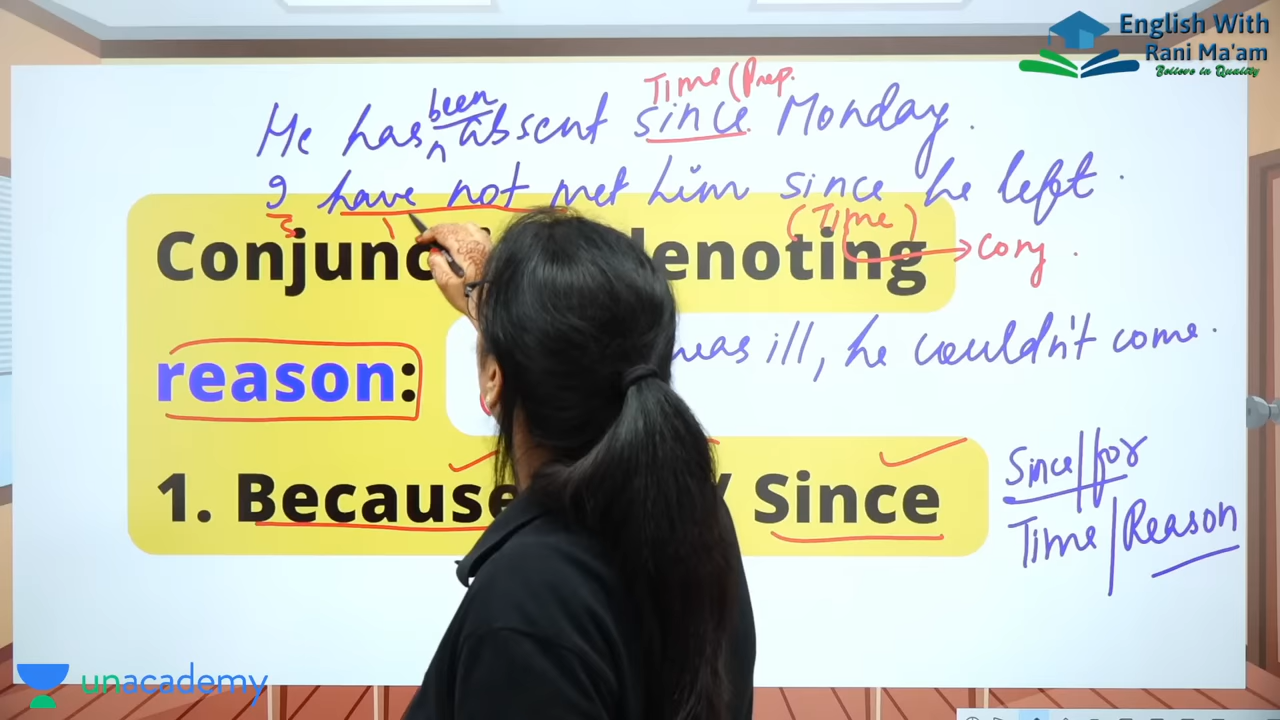 English With
Rani Ma'am
Believe in Quality
Time (Prep.
been
He has ^ absent since Monday.
I have not met him since he left.
S
(Time) → conj.
Conjunc denoting
was ill, he couldn't come.
reason:
Since/for
Time/Reason
1. Because / Since
unacademy